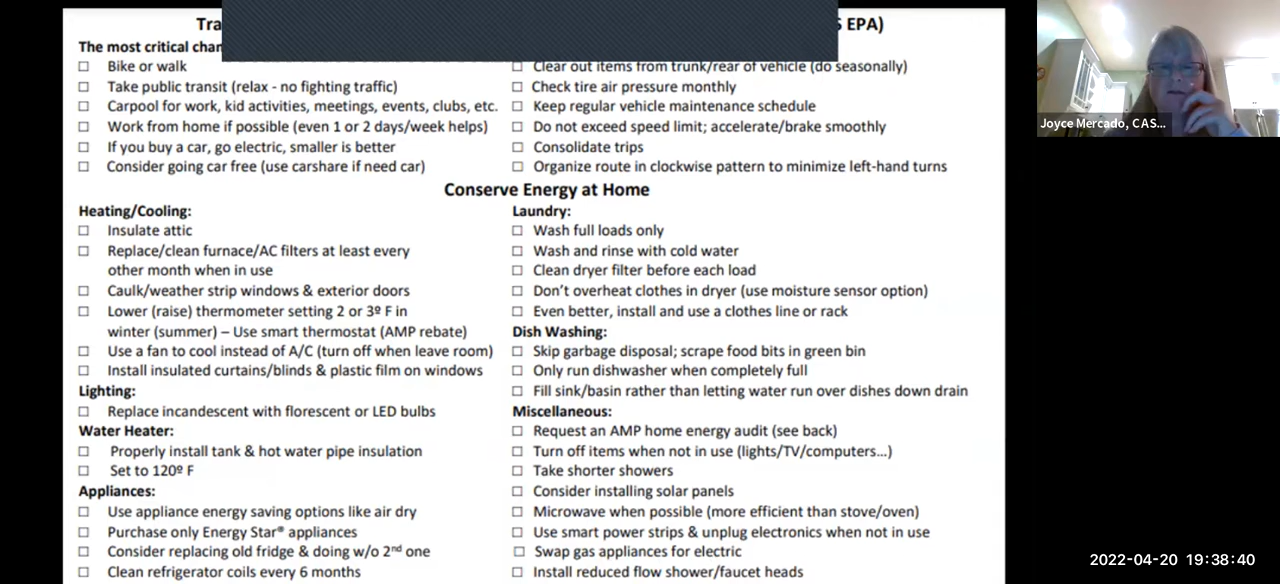 Tra
EPA)
The most critical chan
☐ Bike or walk
☐ Take public transit (relax - no fighting traffic)
☐ Carpool for work, kid activities, meetings, events, clubs, etc.
☐ Work from home if possible (even 1 or 2 days/week helps)
☐ If you buy a car, go electric, smaller is better
☐ Consider going car free (use carshare if need car)
☐ Clear out items from trunk/rear of vehicle (do seasonally)
☐ Check tire air pressure monthly
☐ Keep regular vehicle maintenance schedule
☐ Do not exceed speed limit; accelerate/brake smoothly
☐ Consolidate trips
☐ Organize route in clockwise pattern to minimize left-hand turns
Conserve Energy at Home
Heating/Cooling:
☐ Insulate attic
☐ Replace/clean furnace/AC filters at least every
other month when in use
☐ Caulk/weather strip windows & exterior doors
☐ Lower (raise) thermometer setting 2 or 3º F in
winter (summer) – Use smart thermostat (AMP rebate)
☐ Use a fan to cool instead of A/C (turn off when leave room)
☐ Install insulated curtains/blinds & plastic film on windows
Lighting:
☐ Replace incandescent with florescent or LED bulbs
Water Heater:
☐ Properly install tank & hot water pipe insulation
☐ Set to 120º F
Appliances:
☐ Use appliance energy saving options like air dry
☐ Purchase only Energy Star® appliances
☐ Consider replacing old fridge & doing w/o 2nd one
☐ Clean refrigerator coils every 6 months
Laundry:
☐ Wash full loads only
☐ Wash and rinse with cold water
☐ Clean dryer filter before each load
☐ Don't overheat clothes in dryer (use moisture sensor option)
☐ Even better, install and use a clothes line or rack
Dish Washing:
☐ Skip garbage disposal; scrape food bits in green bin
☐ Only run dishwasher when completely full
☐ Fill sink/basin rather than letting water run over dishes down drain
Miscellaneous:
☐ Request an AMP home energy audit (see back)
☐ Turn off items when not in use (lights/TV/computers…)
☐ Take shorter showers
☐ Consider installing solar panels
☐ Microwave when possible (more efficient than stove/oven)
☐ Use smart power strips & unplug electronics when not in use
☐ Swap gas appliances for electric
☐ Install reduced flow shower/faucet heads
Joyce Mercado, CAS...
2022-04-20 19:38:40